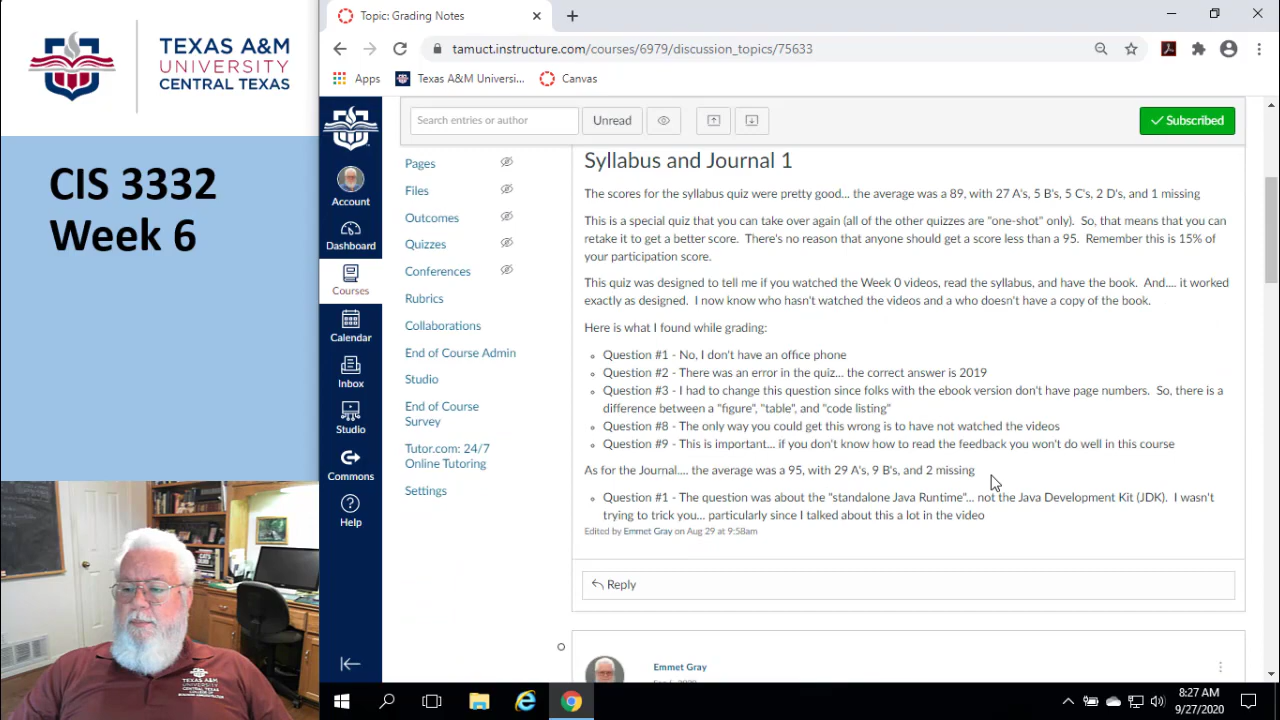 TEXAS A&M
UNIVERSITY
CENTRAL TEXAS
CIS 3332
Week 6
Topic: Grading Notes
tamuct.instructure.com/courses/6979/discussion_topics/75633
Apps
Texas A&M Universi...
Canvas
Account
Dashboard
Courses
Calendar
Inbox
Studio
Commons
Help
Pages
Files
Outcomes
Quizzes
Conferences
Rubrics
Collaborations
End of Course Admin
Studio
End of Course
Survey
Tutor.com: 24/7
Online Tutoring
Settings
Search entries or author
Unread
Subscribed
Syllabus and Journal 1
The scores for the syllabus quiz were pretty good... the average was a 89, with 27 A's, 5 B's, 5 C's, 2 D's, and 1 missing
This is a special quiz that you can take over again (all of the other quizzes are "one-shot" only). So, that means that you can
retake it to get a better score. There's no reason that anyone should get a score less than a 95. Remember this is 15% of
your participation score.
This quiz was designed to tell me if you watched the Week 0 videos, read the syllabus, and have the book. And.... it worked
exactly as designed. I now know who hasn't watched the videos and a who doesn't have a copy of the book.
Here is what I found while grading:
Question #1 - No, I don't have an office phone
Question #2 - There was an error in the quiz... the correct answer is 2019
Question #3 - I had to change this question since folks with the ebook version don't have page numbers. So, there is a
difference between a "figure", "table", and "code listing"
Question #8 - The only way you could get this wrong is to have not watched the videos
Question #9 - This is important... if you don't know how to read the feedback you won't do well in this course
As for the Journal.... the average was a 95, with 29 A's, 9 B's, and 2 missing
Question #1 - The question was about the "standalone Java Runtime"... not the Java Development Kit (JDK). I wasn't
trying to trick you... particularly since I talked about this a lot in the video
Edited by Emmet Gray on Aug 29 at 9:58am
Reply
Emmet Gray
8:27 AM
9/27/2020
TEXAS A&M
UNIVERSITY
CENTRAL TEXAS